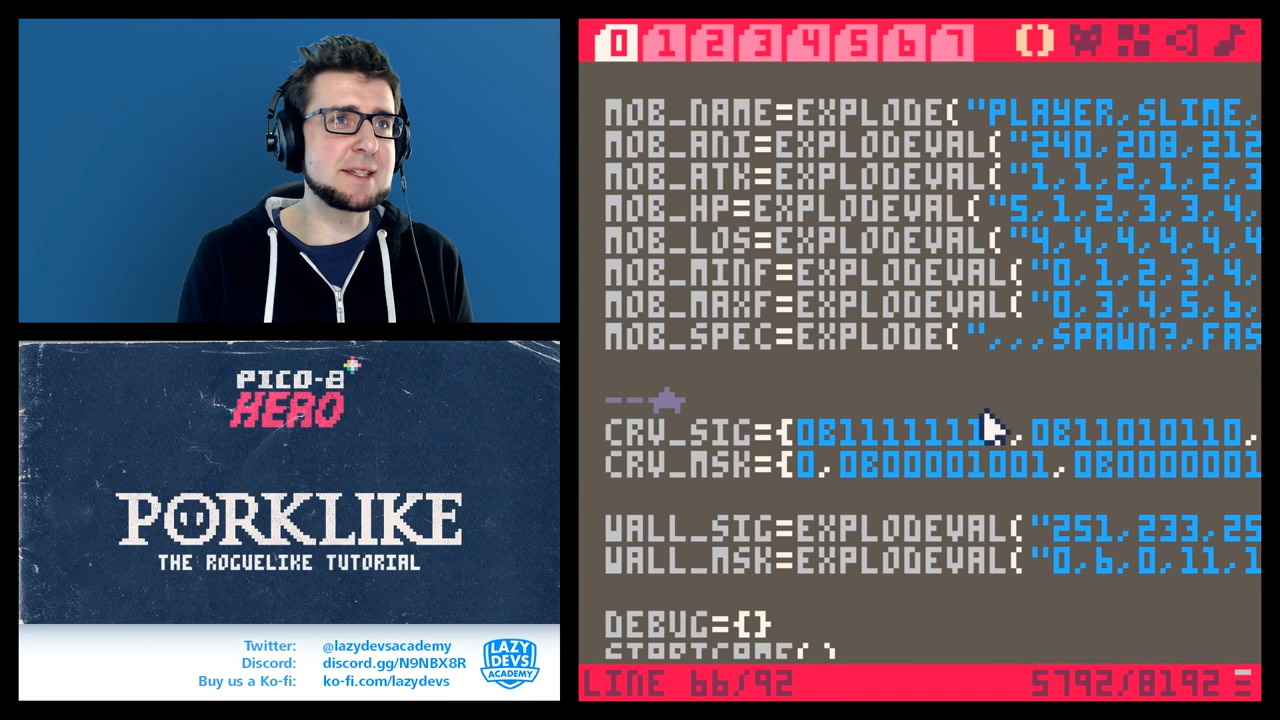 PICO-8
HERO
PORKLIKE
THE ROGUELIKE TUTORIAL
Twitter: @lazydevsacademy
Discord: discord.gg/N9NBX8R
Buy us a Ko-fi: ko-fi.com/lazydevs
LAZY
DEVS
ACADEMY
0 1 2 3 4 5 6 7
MOB_NAME=EXPLODE("PLAYER,SLIME,
MOB_ANI=EXPLODEVAL("240,208,212
MOB_ATK=EXPLODEVAL("1,1,2,1,2,3
MOB_HP=EXPLODEVAL("5,1,2,3,3,4,
MOB_LOS=EXPLODEVAL("4,4,4,4,4,4
MOB_MINF=EXPLODEVAL("0,1,2,3,4,
MOB_MAXF=EXPLODEVAL("0,3,4,5,6,
MOB_SPEC=EXPLODE(",,,SPAWN?,FAS
--
CRV_SIG={0B11111111,0B11010110,
CRV_MSK={0,0B00001001,0B0000001
WALL_SIG=EXPLODEVAL("251,233,25
WALL_MSK=EXPLODEVAL("0,6,0,11,1
DEBUG={}
STARTGAME()
LINE 66/92 5792/8192